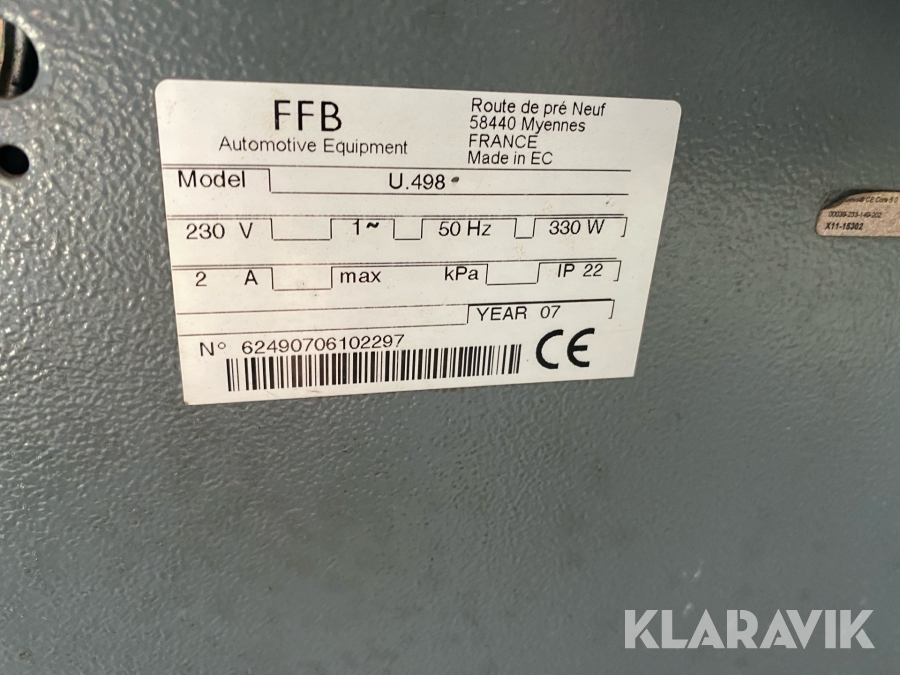 FFB
Automotive Equipment
Route de pré Neuf
58440 Myennes
FRANCE
Made in EC
Model U.498
230 V 1~ 50 Hz 330 W
2 A max kPa IP 22
YEAR 07
N° 62490706102297
CE
X11-15302
KLARAVIK